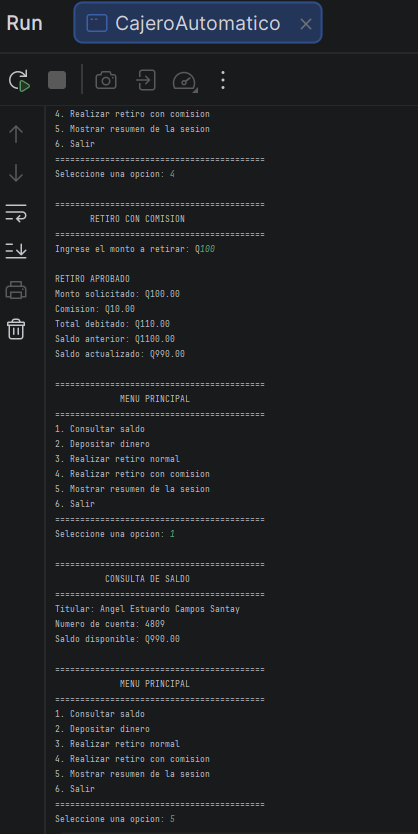 Run CajeroAutomatico
4. Realizar retiro con comision
5. Mostrar resumen de la sesion
6. Salir
==========================================
Seleccione una opcion: 4
==========================================
RETIRO CON COMISION
==========================================
Ingrese el monto a retirar: Q100
RETIRO APROBADO
Monto solicitado: Q100.00
Comision: Q10.00
Total debitado: Q110.00
Saldo anterior: Q1100.00
Saldo actualizado: Q990.00
==========================================
MENU PRINCIPAL
==========================================
1. Consultar saldo
2. Depositar dinero
3. Realizar retiro normal
4. Realizar retiro con comision
5. Mostrar resumen de la sesion
6. Salir
==========================================
Seleccione una opcion: 1
==========================================
CONSULTA DE SALDO
==========================================
Titular: Angel Estuardo Campos Santay
Numero de cuenta: 4809
Saldo disponible: Q990.00
==========================================
MENU PRINCIPAL
==========================================
1. Consultar saldo
2. Depositar dinero
3. Realizar retiro normal
4. Realizar retiro con comision
5. Mostrar resumen de la sesion
6. Salir
==========================================
Seleccione una opcion: 5